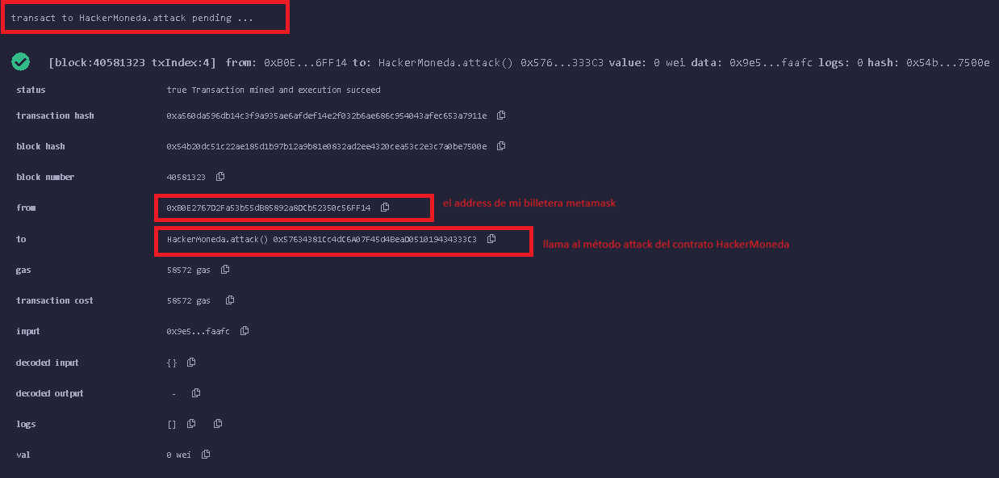 transact to HackerMoneda.attack pending ...
[block:40581323 txIndex:4] from: 0xB0E...6FF14 to: HackerMoneda.attack() 0x576...333C3 value: 0 wei data: 0x9e5...faafc logs: 0 hash: 0x54b...7500e
status true Transaction mined and execution succeed
transaction hash 0xa560da596db14c3f9a935ae6afdef14e2f032b6ae686c954043afec653a7911e
block hash 0x54b20dc51c22ae185d1b97b12a9b81e0832ad2ee4320cea53c2e3c7a0be7500e
block number 40581323
from 0xB0E2767D2Fa53b55dB85892a8DCb52350c56FF14 el address de mi billetera metamask
to HackerMoneda.attack() 0x57634381Cc4dC6A07F45d4BeaD051019434333C3 llama al método attack del contrato HackerMoneda
gas 58572 gas
transaction cost 58572 gas
input 0x9e5...faafc
decoded input {}
decoded output -
logs []
val 0 wei